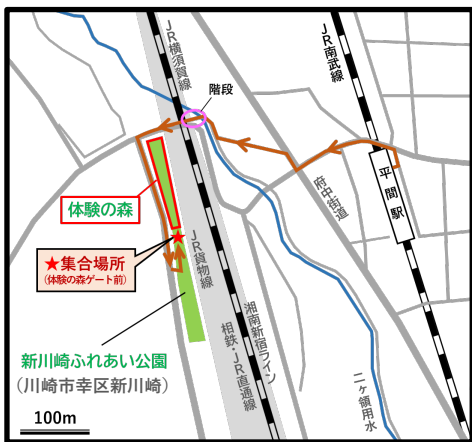 JR横須賀線
階段
JR南武線
平間駅
府中街道
体験の森
★集合場所
(体験の森ゲート前)
JR貨物線
湘南新宿ライン
相鉄・JR直通線
二ヶ領用水
新川崎ふれあい公園
(川崎市幸区新川崎)
100m